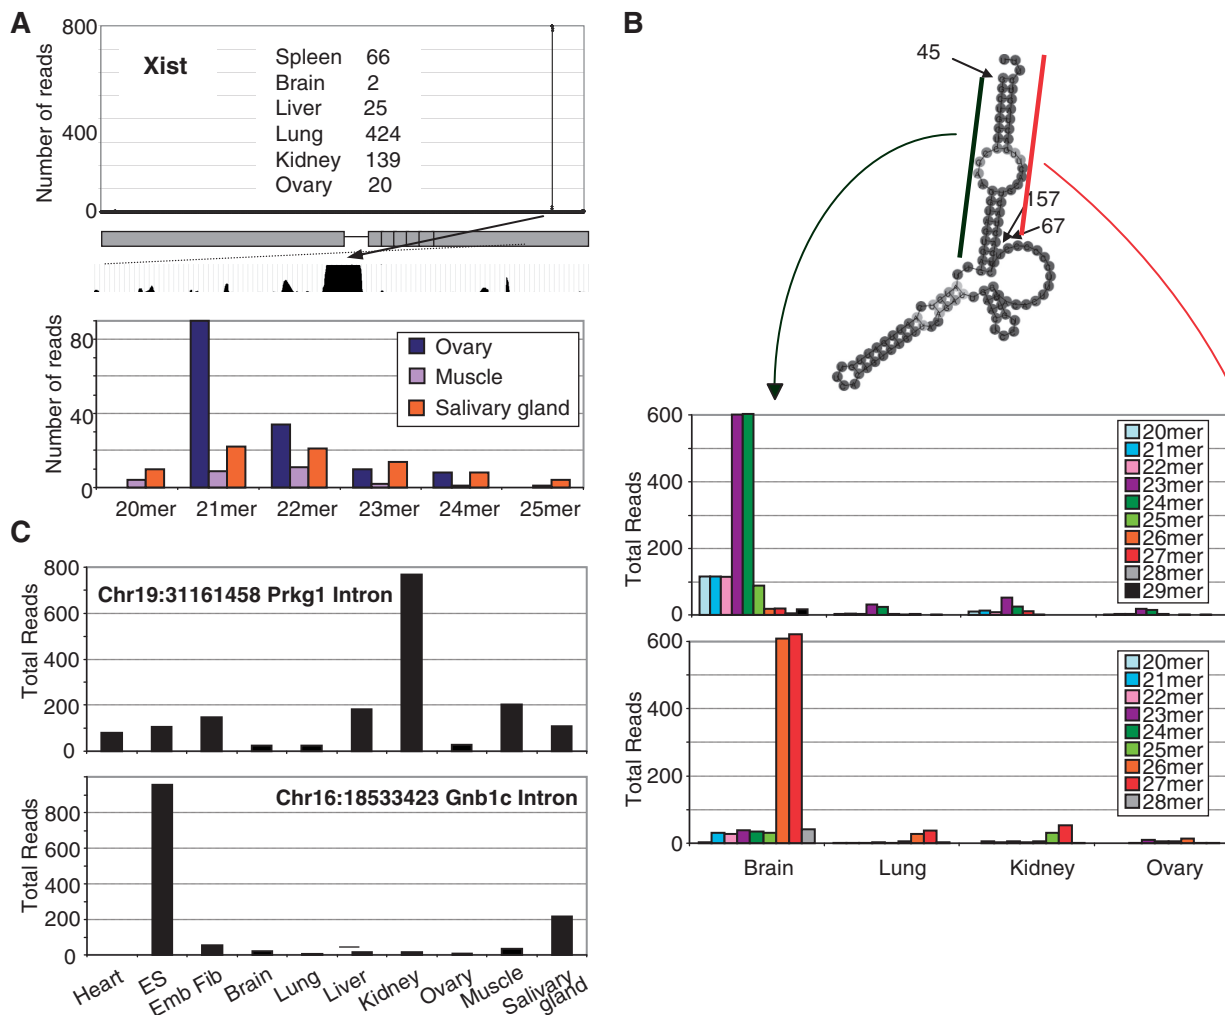 A
Number of reads
800
400
0
Xist
Spleen 66
Brain 2
Liver 25
Lung 424
Kidney 139
Ovary 20
Number of reads
80
40
0
Ovary
Muscle
Salivary gland
20mer 21mer 22mer 23mer 24mer 25mer
B
45
157
67
Total Reads
600
400
200
0
20mer
21mer
22mer
23mer
24mer
25mer
26mer
27mer
28mer
29mer
Total Reads
600
400
200
0
20mer
21mer
22mer
23mer
24mer
25mer
26mer
27mer
28mer
Brain Lung Kidney Ovary
C
Total Reads
800
600
400
200
0
Chr19:31161458 Prkg1 Intron
Total Reads
800
600
400
200
0
Chr16:18533423 Gnb1c Intron
Heart ES Emb Fib Brain Lung Liver Kidney Ovary Muscle Salivary
gland